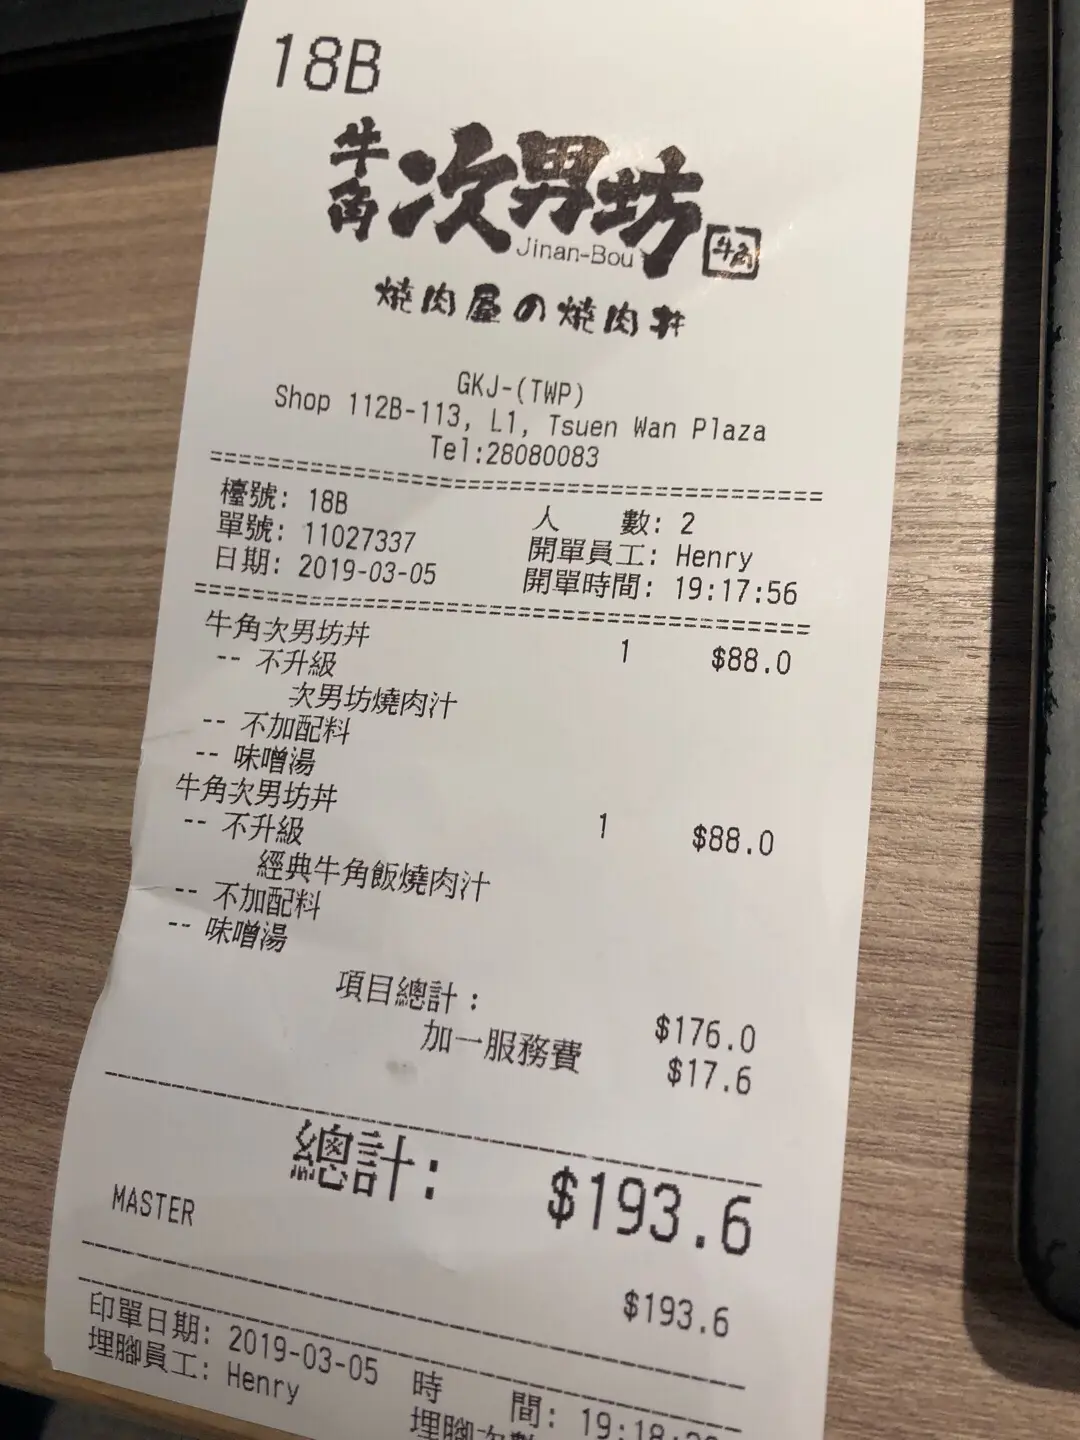 18B
牛角次男坊
Jinan-Bou
牛角
燒肉屋の燒肉丼
GKJ-(TWP)
Shop 112B-113, L1, Tsuen Wan Plaza
Tel:28080083
檯號: 18B 人 數: 2
單號: 11027337 開單員工: Henry
日期: 2019-03-05 開單時間: 19:17:56
牛角次男坊丼 1 $88.0
-- 不升級
次男坊燒肉汁
-- 不加配料
-- 味噌湯
牛角次男坊丼 1 $88.0
-- 不升級
經典牛角飯燒肉汁
-- 不加配料
-- 味噌湯
項目總計: $176.0
加一服務費 $17.6
總計: $193.6
MASTER $193.6
印單日期: 2019-03-05 時 間: 19:18
埋腳員工: Henry 埋腳次數